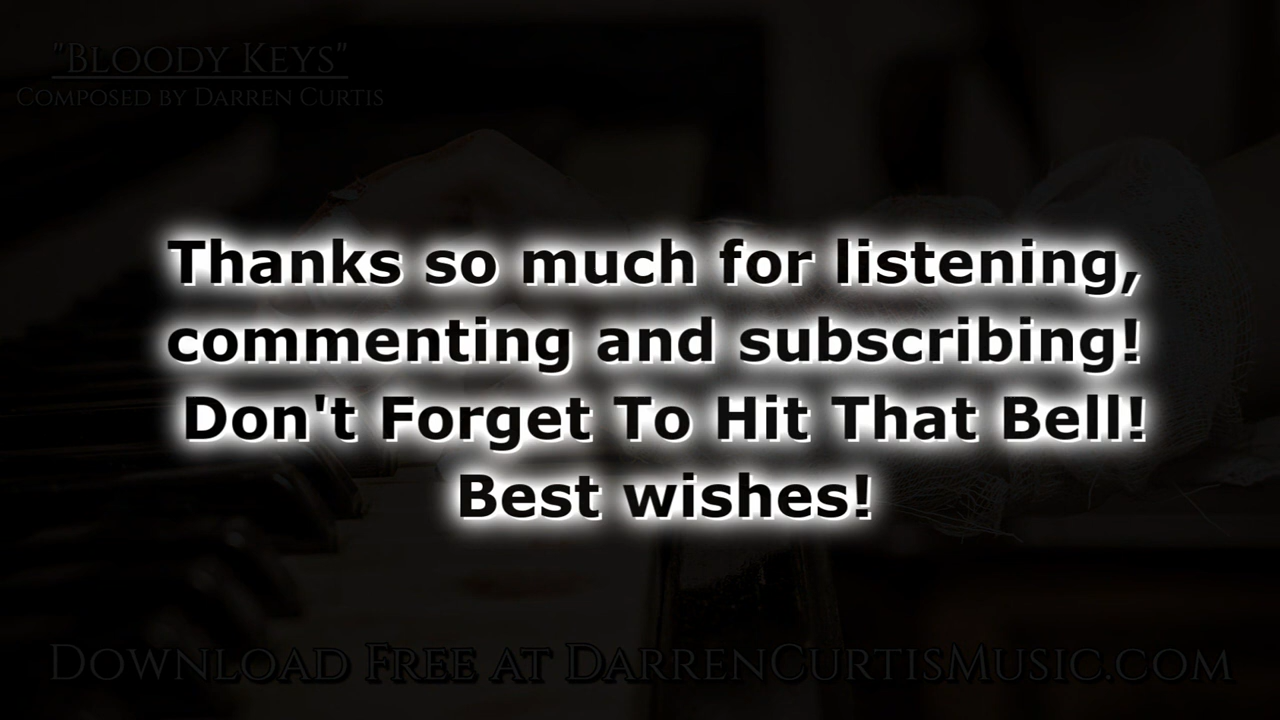 "Bloody Keys"
Composed by Darren Curtis
Thanks so much for listening,
commenting and subscribing!
Don't Forget To Hit That Bell!
Best wishes!
Download Free at DarrenCurtisMusic.com